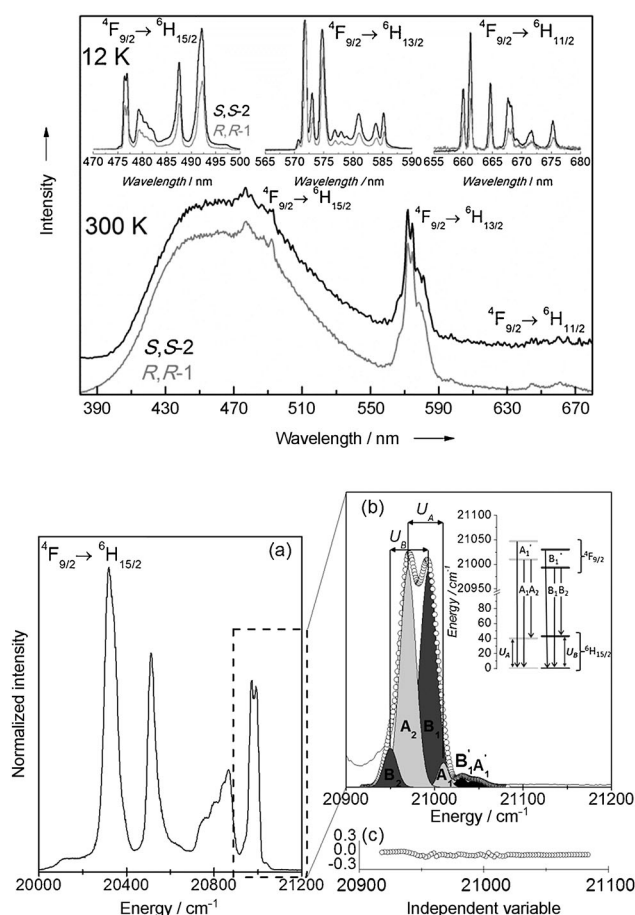 ⁴F₉/₂→ ⁶H₁₅/₂
⁴F₉/₂→ ⁶H₁₃/₂
⁴F₉/₂→ ⁶H₁₁/₂
12 K
S,S-2
R,R-1
470 475 480 485 490 495 500
565 570 575 580 585 590
655 660 665 670 675 680
Wavelength / nm
Wavelength / nm
Wavelength / nm
Intensity
300 K
⁴F₉/₂→ ⁶H₁₅/₂
⁴F₉/₂→ ⁶H₁₃/₂
⁴F₉/₂→ ⁶H₁₁/₂
S,S-2
R,R-1
390 430 470 510 550 590 630 670
Wavelength / nm
⁴F₉/₂→ ⁶H₁₅/₂
(a)
Normalized intensity
20000 20400 20800 21200
Energy / cm⁻¹
(b)
U_A
U_B
A₂
B₁
B₂
A₁
B₁' A₁'
20900 21000 21100 21200
Energy / cm⁻¹
Energy / cm⁻¹
21100
21050
21000
20950
80
60
40
20
0
A₁'
B₁'
⁴F₉/₂
A₁ A₂
B₁ B₂
U_A
U_B
⁶H₁₅/₂
(c)
0.3
0.0
-0.3
20900 21000 21100
Independent variable